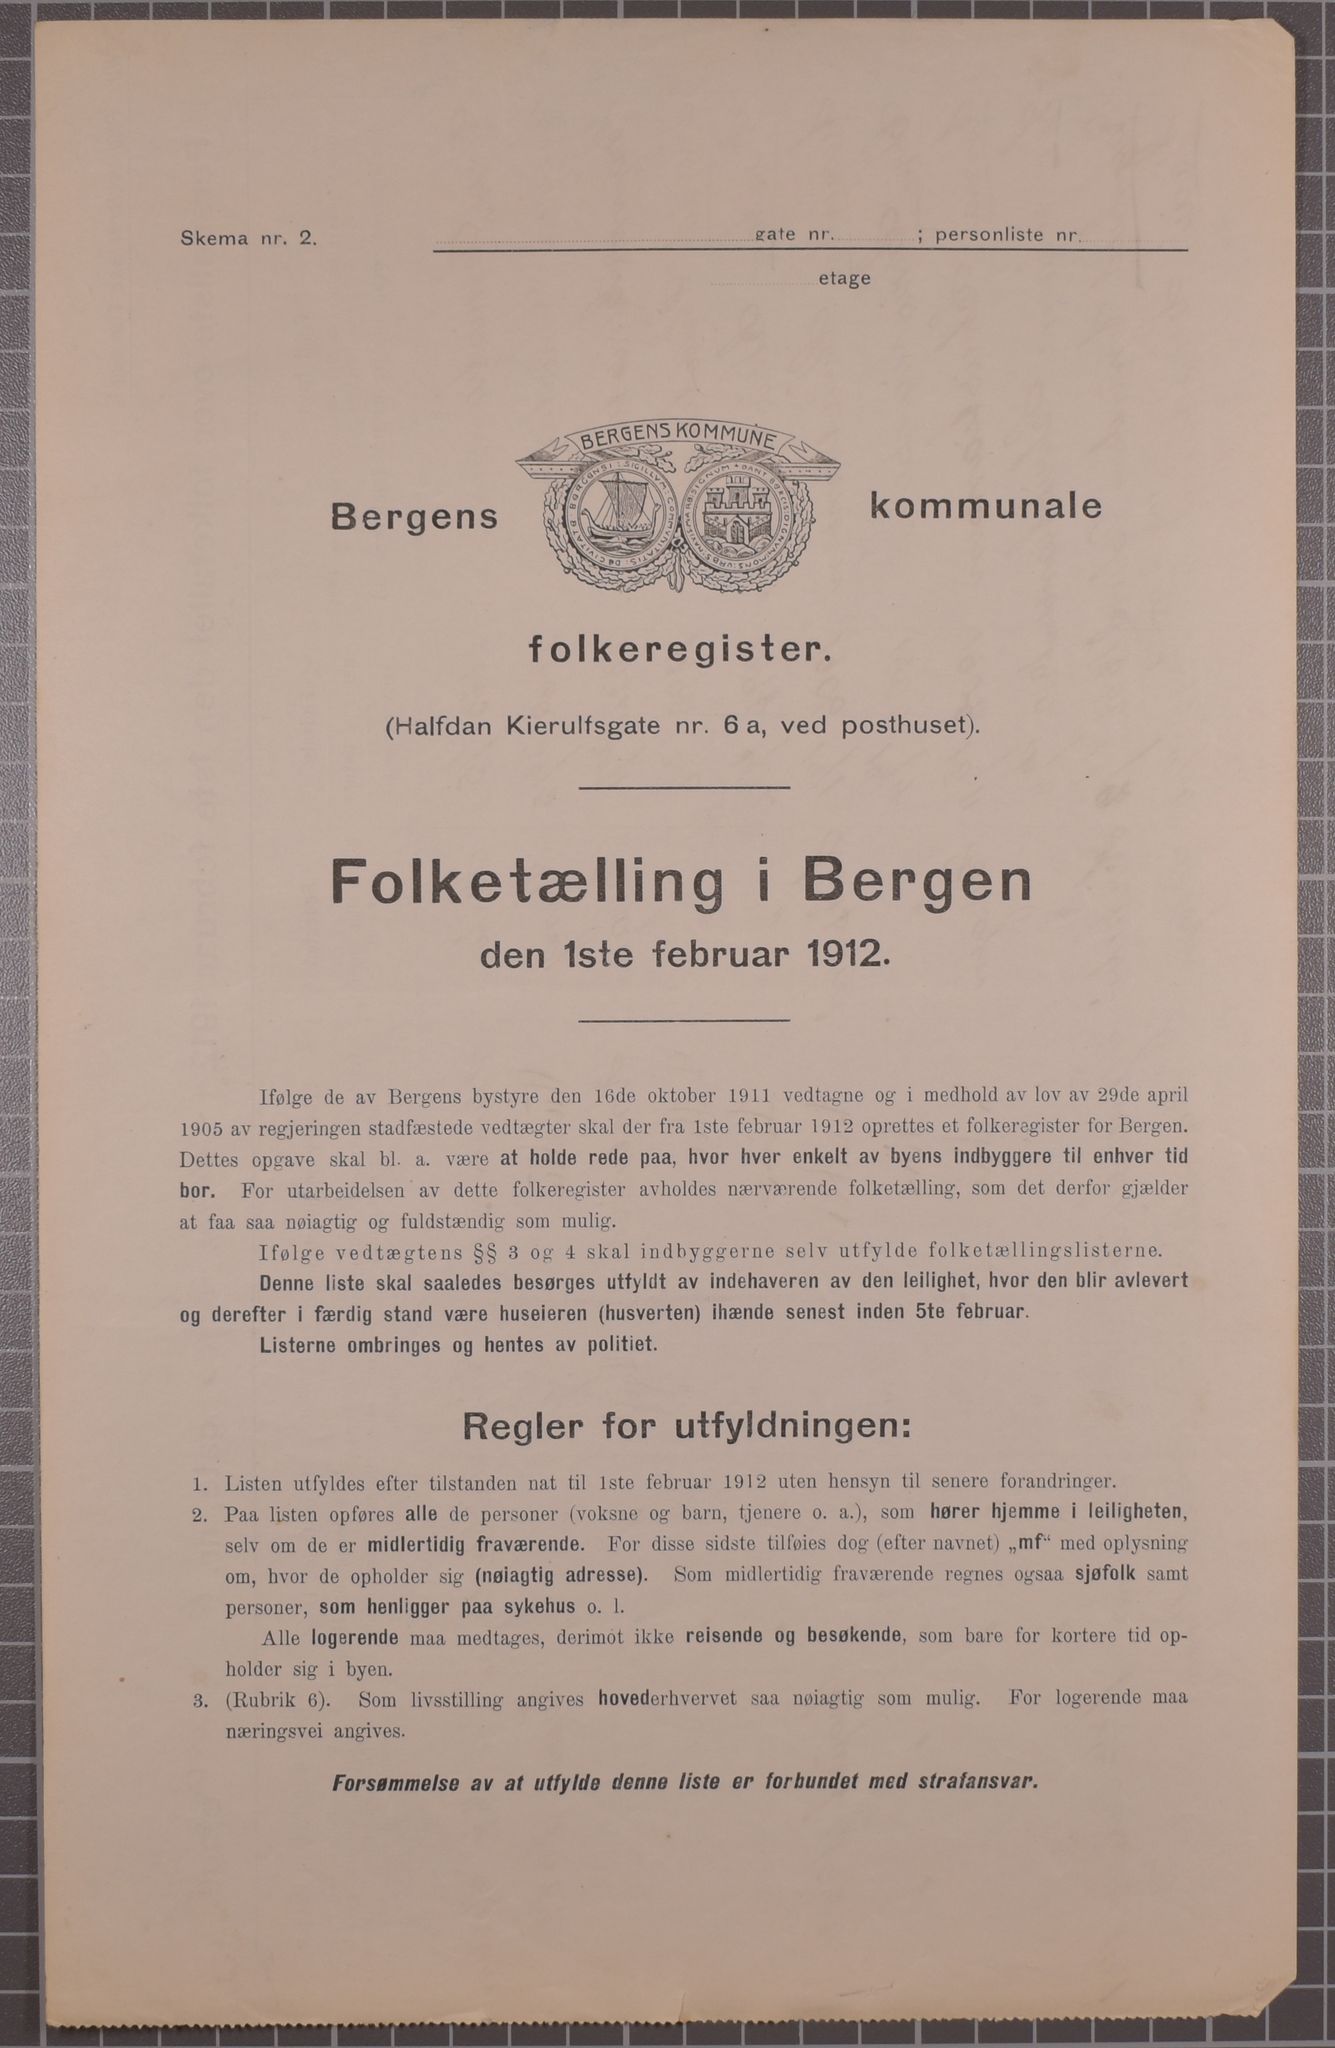 Skema nr. 2. gate nr. ; personliste nr.
etage
BERGENS KOMMUNE
Bergens kommunale
folkeregister.
(Halfdan Kierulfsgate nr. 6 a, ved posthuset).
Folketælling i Bergen
den 1ste februar 1912.
Ifølge de av Bergens bystyre den 16de oktober 1911 vedtagne og i medhold av lov av 29de april
1905 av regjeringen stadfæstede vedtægter skal der fra 1ste februar 1912 oprettes et folkeregister for Bergen.
Dettes opgave skal bl. a. være at holde rede paa, hvor hver enkelt av byens indbyggere til enhver tid
bor. For utarbeidelsen av dette folkeregister avholdes nærværende folketælling, som det derfor gjælder
at faa saa nøiagtig og fuldstændig som mulig.
Ifølge vedtægtens §§ 3 og 4 skal indbyggerne selv utfylde folketællingslisterne.
Denne liste skal saaledes besørges utfyldt av indehaveren av den leilighet, hvor den blir avlevert
og derefter i færdig stand være huseieren (husverten) ihænde senest inden 5te februar.
Listerne ombringes og hentes av politiet.
Regler for utfyldningen:
1. Listen utfyldes efter tilstanden nat til 1ste februar 1912 uten hensyn til senere forandringer.
2. Paa listen opføres alle de personer (voksne og barn, tjenere o. a.), som hører hjemme i leiligheten,
selv om de er midlertidig fraværende. For disse sidste tilføies dog (efter navnet) „mf“ med oplysning
om, hvor de opholder sig (nøiagtig adresse). Som midlertidig fraværende regnes ogsaa sjøfolk samt
personer, som henligger paa sykehus o. l.
Alle logerende maa medtages, derimot ikke reisende og besøkende, som bare for kortere tid op-
holder sig i byen.
3. (Rubrik 6). Som livsstilling angives hovederhvervet saa nøiagtig som mulig. For logerende maa
næringsvei angives.
Forsømmelse av at utfylde denne liste er forbundet med strafansvar.